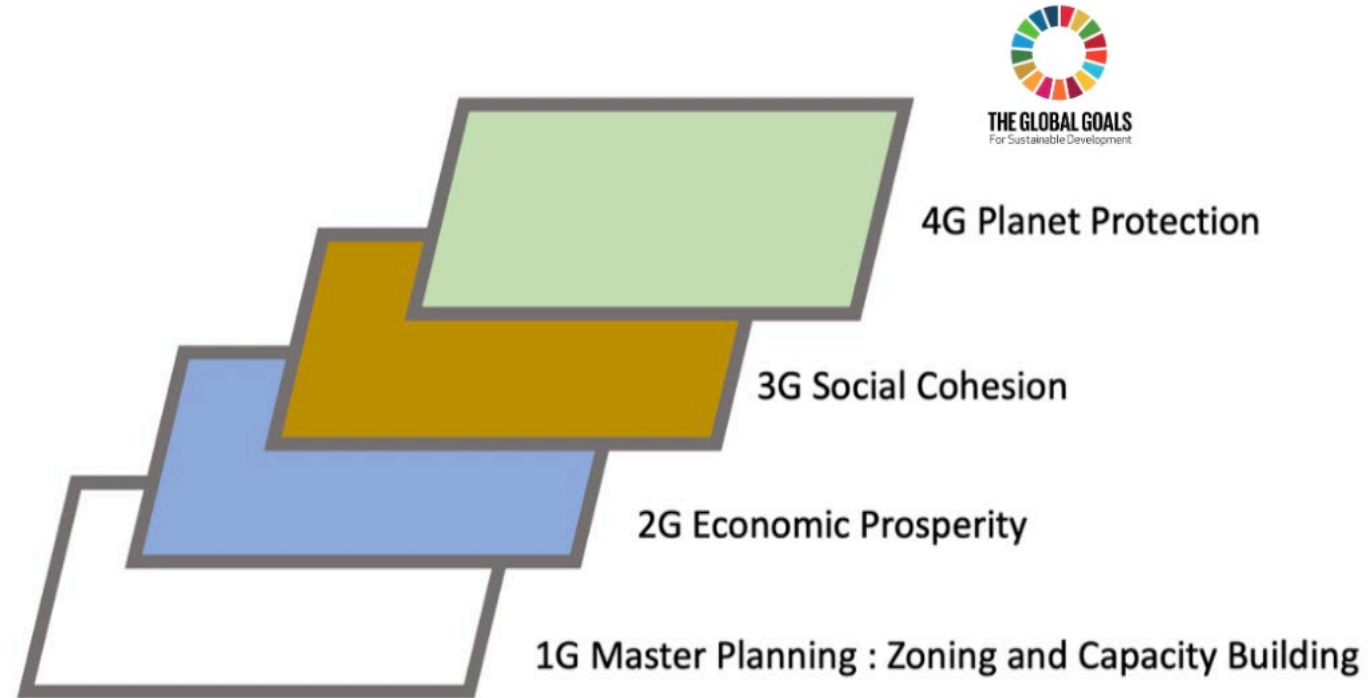 THE GLOBAL GOALS
For Sustainable Development
4G Planet Protection
3G Social Cohesion
2G Economic Prosperity
1G Master Planning : Zoning and Capacity Building